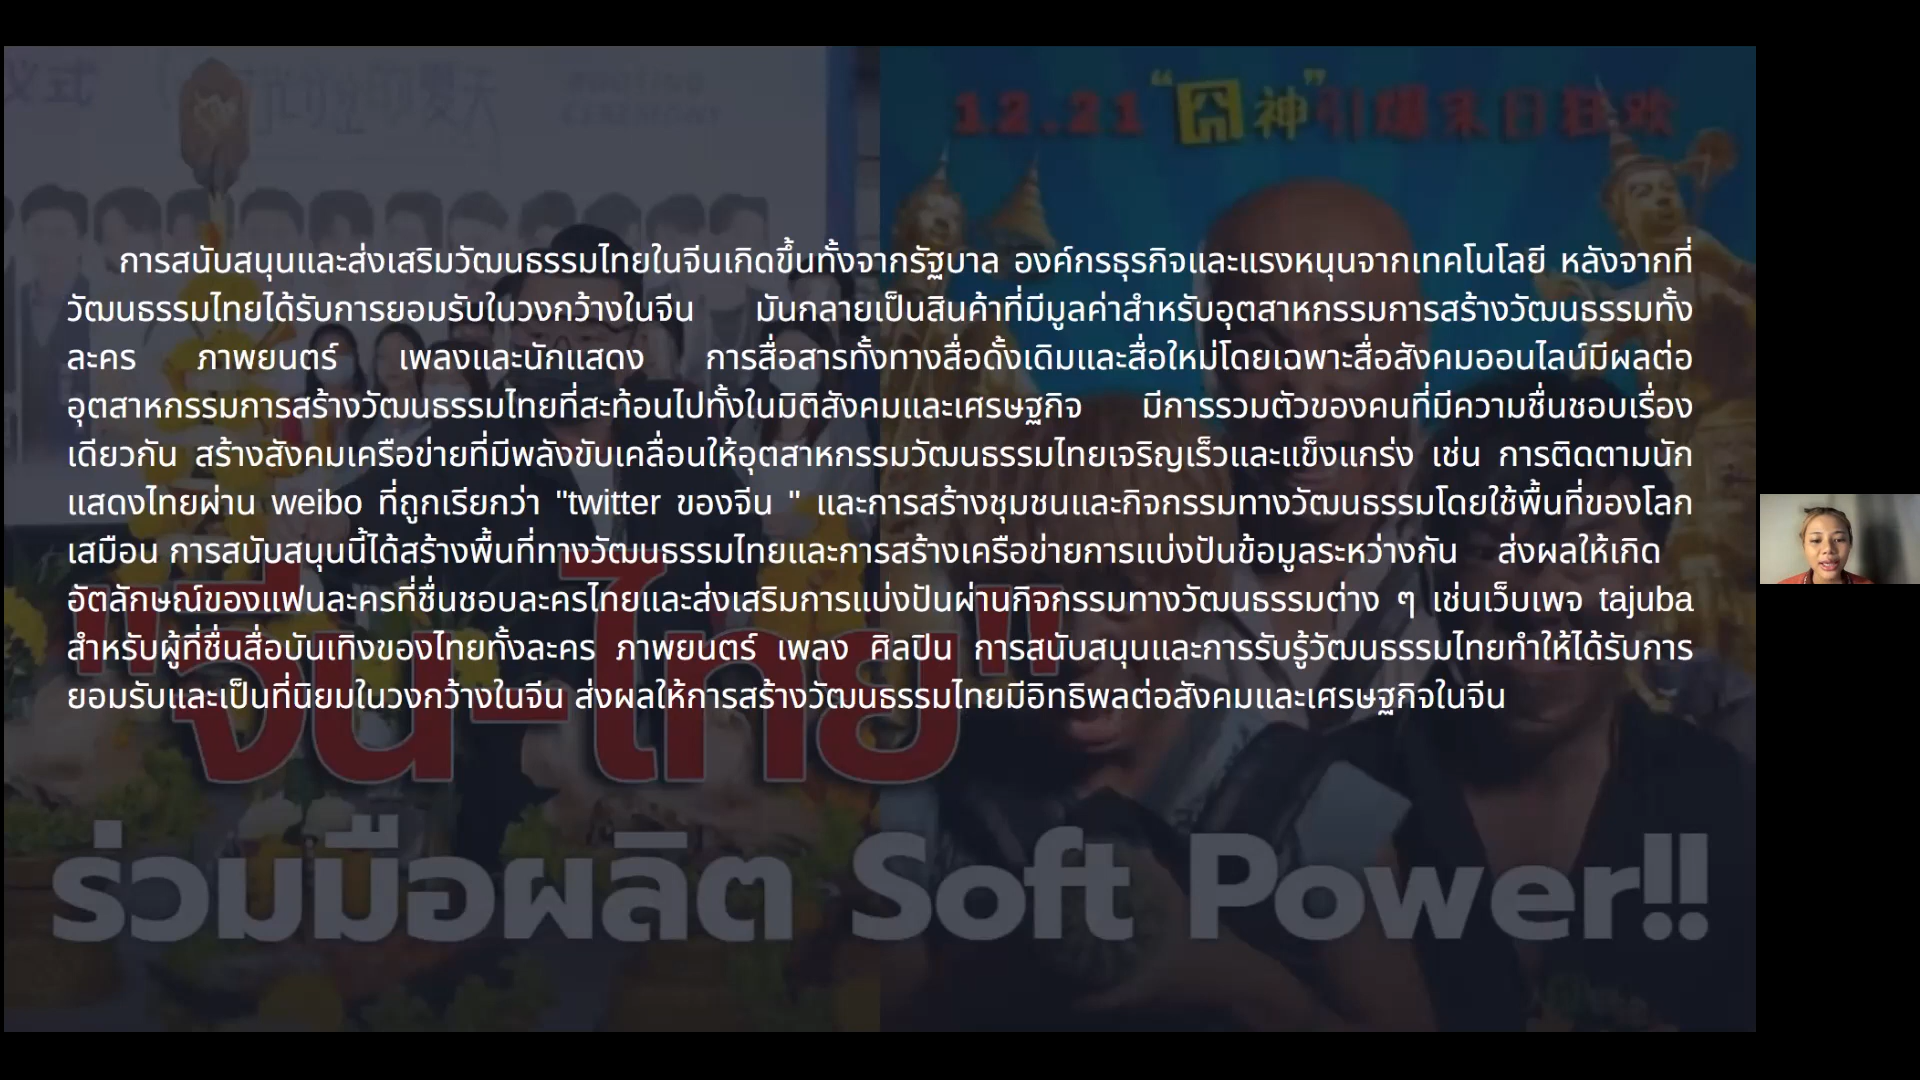 仪式
12.21 “囧神”引爆末日狂欢
การสนับสนุนและส่งเสริมวัฒนธรรมไทยในจีนเกิดขึ้นทั้งจากรัฐบาล องค์กรธุรกิจและแรงหนุนจากเทคโนโลยี หลังจากที่
วัฒนธรรมไทยได้รับการยอมรับในวงกว้างในจีน มันกลายเป็นสินค้าที่มีมูลค่าสำหรับอุตสาหกรรมการสร้างวัฒนธรรมทั้ง
ละคร ภาพยนตร์ เพลงและนักแสดง การสื่อสารทั้งทางสื่อดั้งเดิมและสื่อใหม่โดยเฉพาะสื่อสังคมออนไลน์มีผลต่อ
อุตสาหกรรมการสร้างวัฒนธรรมไทยที่สะท้อนไปทั้งในมิติสังคมและเศรษฐกิจ มีการรวมตัวของคนที่มีความชื่นชอบเรื่อง
เดียวกัน สร้างสังคมเครือข่ายที่มีพลังขับเคลื่อนให้อุตสาหกรรมวัฒนธรรมไทยเจริญเร็วและแข็งแกร่ง เช่น การติดตามนัก
แสดงไทยผ่าน weibo ที่ถูกเรียกว่า "twitter ของจีน " และการสร้างชุมชนและกิจกรรมทางวัฒนธรรมโดยใช้พื้นที่ของโลก
เสมือน การสนับสนุนนี้ได้สร้างพื้นที่ทางวัฒนธรรมไทยและการสร้างเครือข่ายการแบ่งปันข้อมูลระหว่างกัน ส่งผลให้เกิด
อัตลักษณ์ของแฟนละครที่ชื่นชอบละครไทยและส่งเสริมการแบ่งปันผ่านกิจกรรมทางวัฒนธรรมต่าง ๆ เช่นเว็บเพจ tajuba
สำหรับผู้ที่ชื่นสื่อบันเทิงของไทยทั้งละคร ภาพยนตร์ เพลง ศิลปิน การสนับสนุนและการรับรู้วัฒนธรรมไทยทำให้ได้รับการ
ยอมรับและเป็นที่นิยมในวงกว้างในจีน ส่งผลให้การสร้างวัฒนธรรมไทยมีอิทธิพลต่อสังคมและเศรษฐกิจในจีน
"จีน-ไทย"
ร่วมมือผลิต Soft Power!!